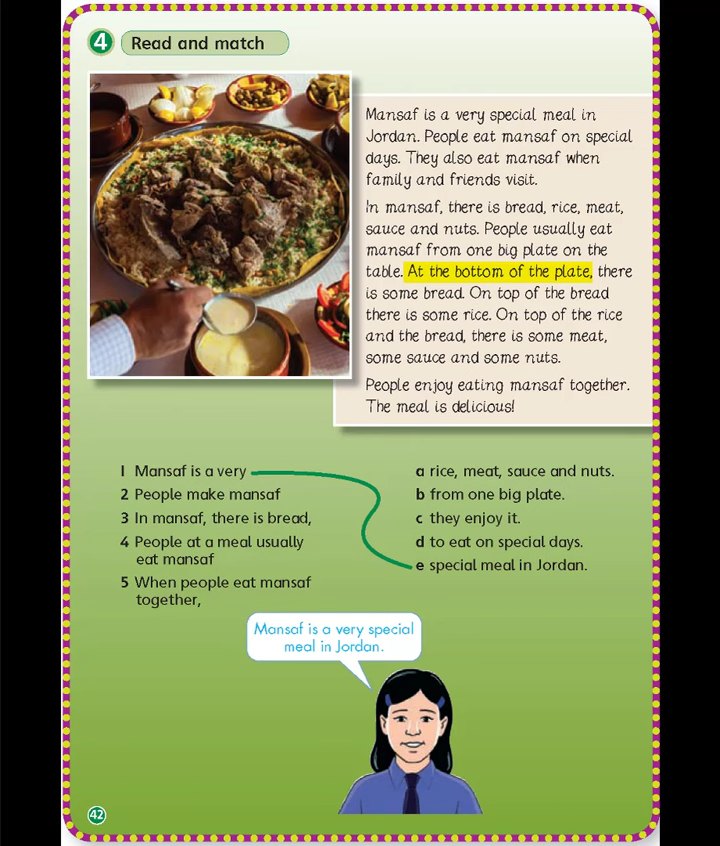 4 Read and match
Mansaf is a very special meal in
Jordan. People eat mansaf on special
days. They also eat mansaf when
family and friends visit.
In mansaf, there is bread, rice, meat,
sauce and nuts. People usually eat
mansaf from one big plate on the
table. At the bottom of the plate, there
is some bread. On top of the bread
there is some rice. On top of the rice
and the bread, there is some meat,
some sauce and some nuts.
People enjoy eating mansaf together.
The meal is delicious!
1 Mansaf is a very
2 People make mansaf
3 In mansaf, there is bread,
4 People at a meal usually
eat mansaf
5 When people eat mansaf
together,
a rice, meat, sauce and nuts.
b from one big plate.
c they enjoy it.
d to eat on special days.
e special meal in Jordan.
Mansaf is a very special
meal in Jordan.
42